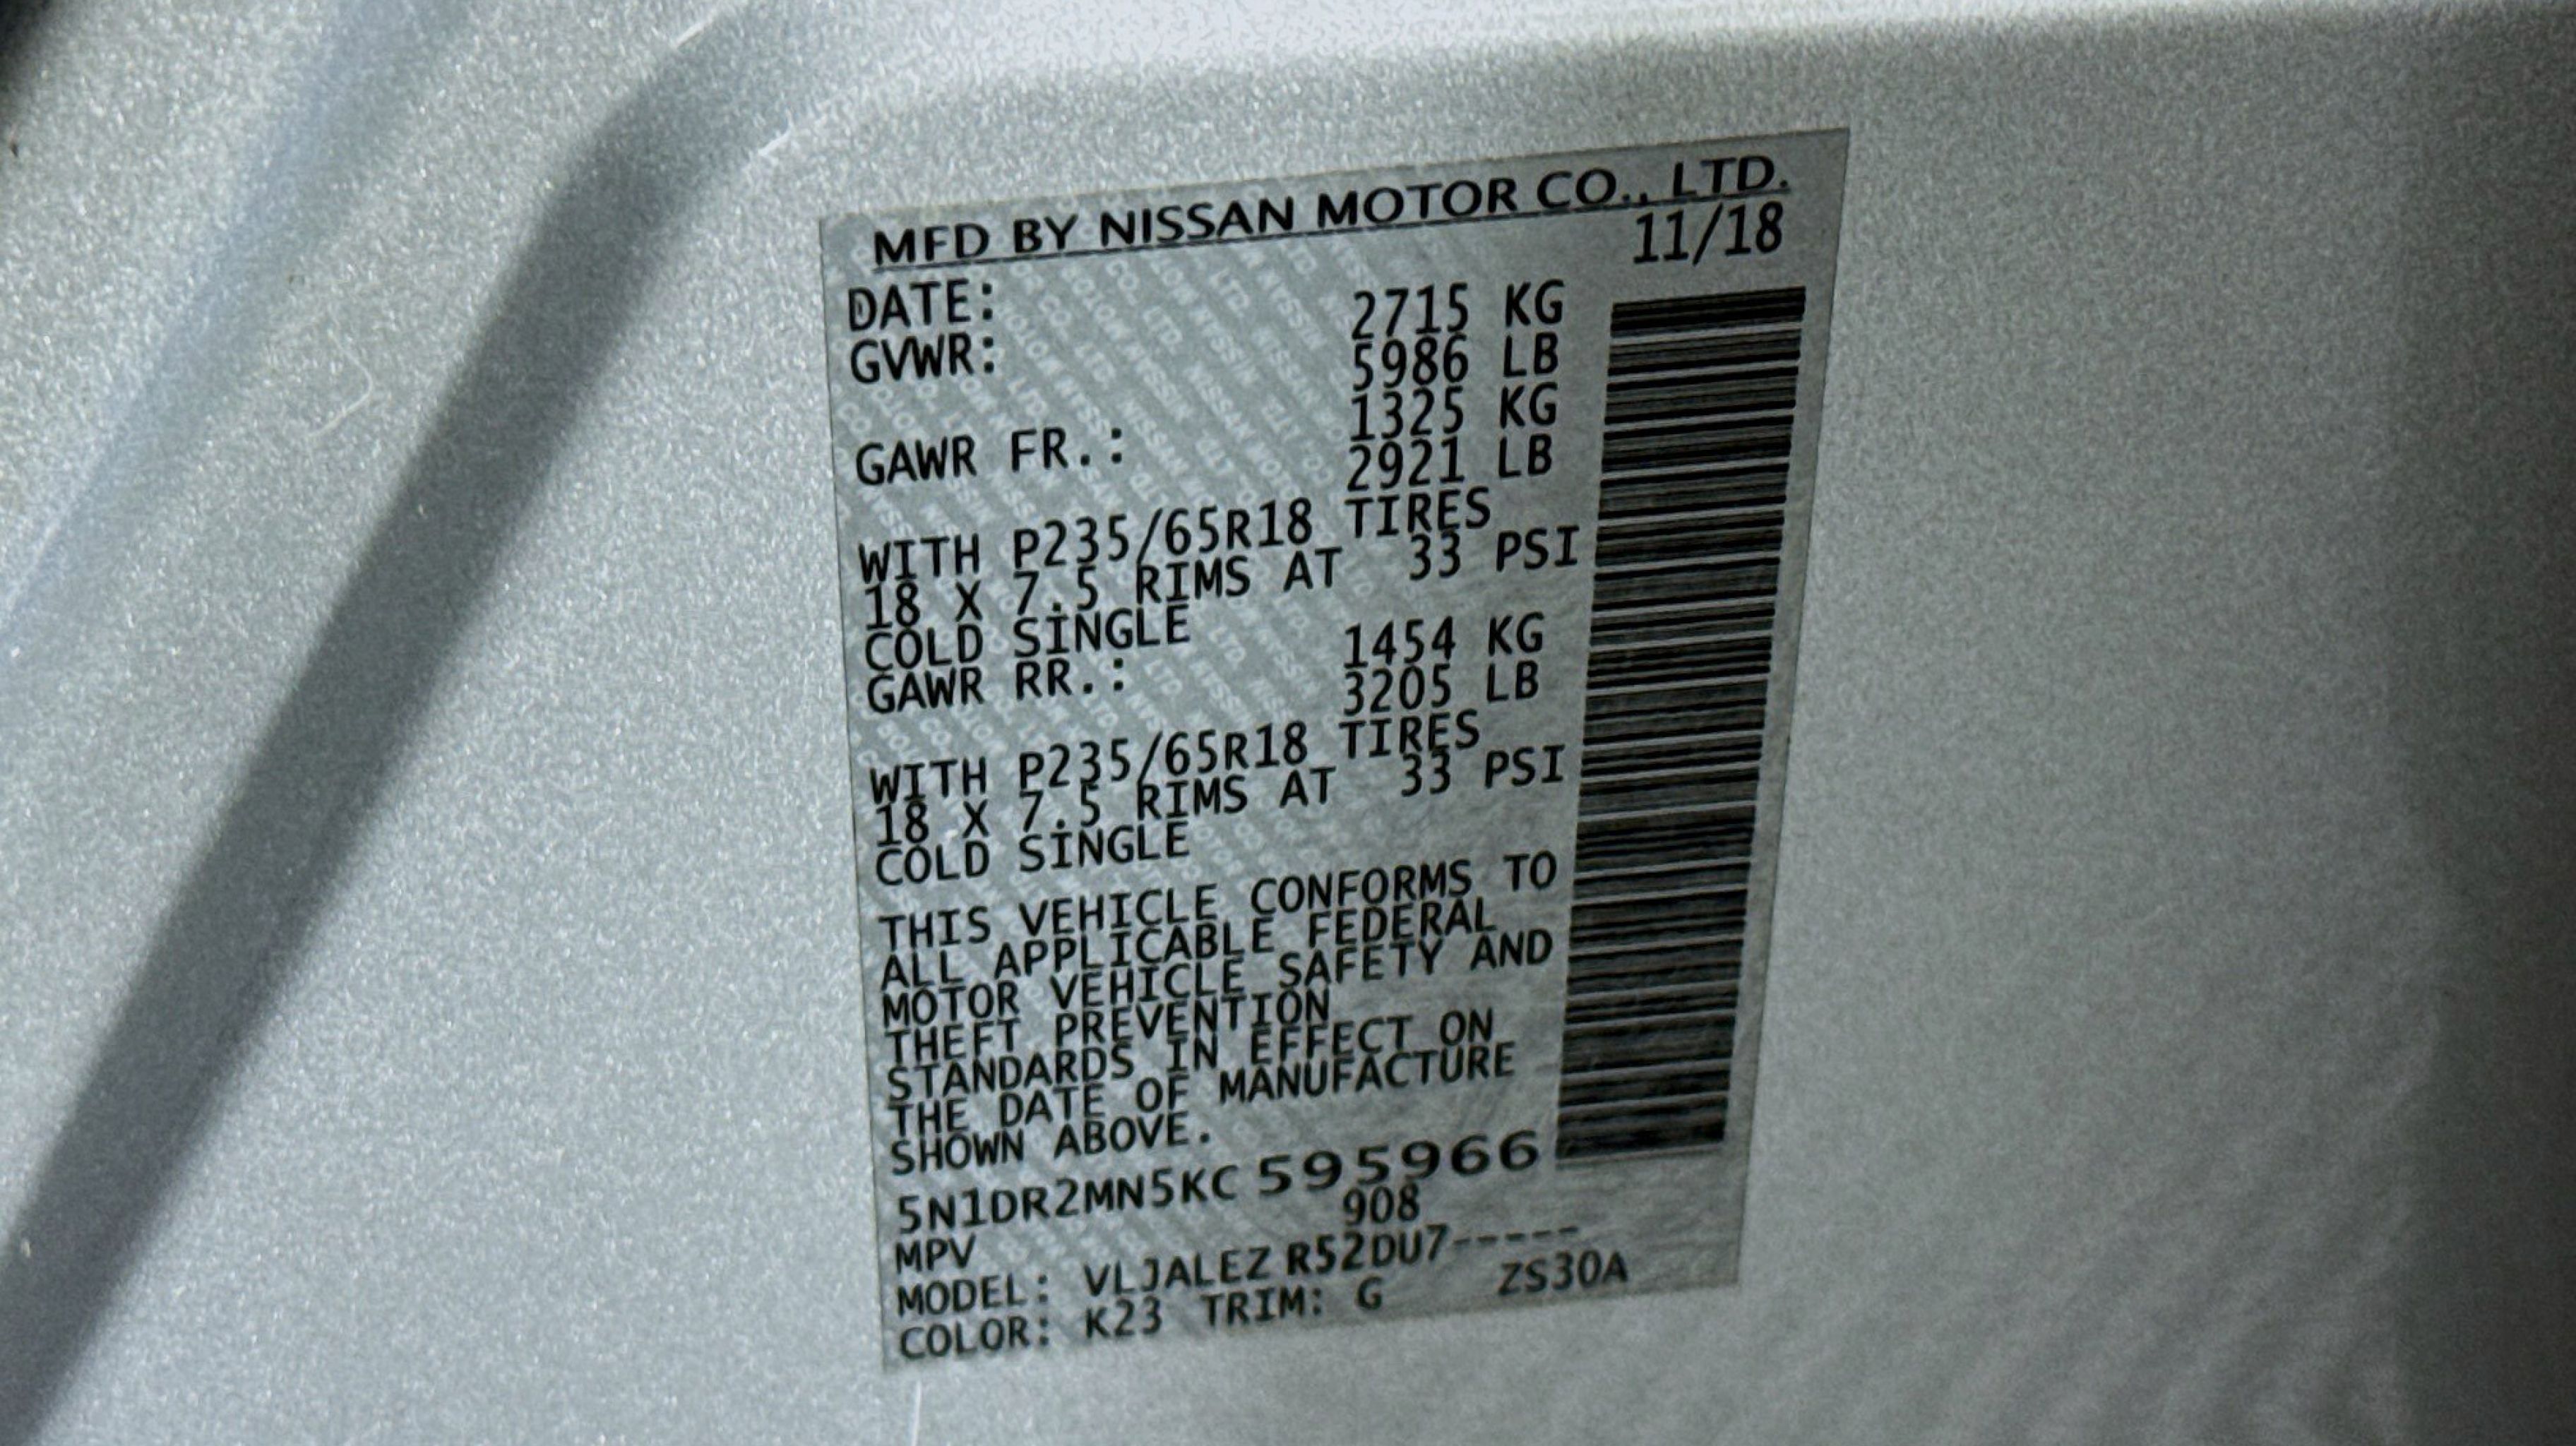 MFD BY NISSAN MOTOR CO., LTD.
DATE: 11/18
GVWR: 2715 KG
5986 LB
GAWR FR.: 1325 KG
2921 LB
WITH P235/65R18 TIRES
18 X 7.5 RIMS AT 33 PSI
COLD SINGLE
GAWR RR.: 1454 KG
3205 LB
WITH P235/65R18 TIRES
18 X 7.5 RIMS AT 33 PSI
COLD SINGLE
THIS VEHICLE CONFORMS TO
ALL APPLICABLE FEDERAL
MOTOR VEHICLE SAFETY AND
THEFT PREVENTION
STANDARDS IN EFFECT ON
THE DATE OF MANUFACTURE
SHOWN ABOVE.
5N1DR2MN5KC 595966
MPV 908
MODEL: VLJALEZ R52DU7-----
COLOR: K23 TRIM: G ZS30A